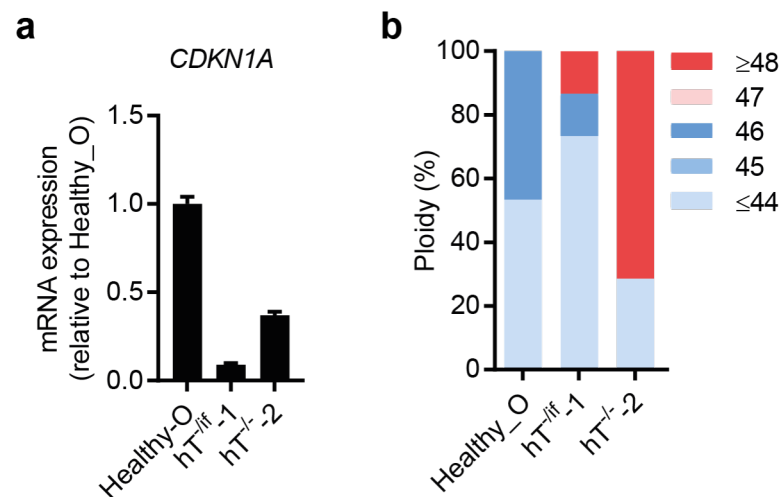 a
CDKN1A
mRNA expression
(relative to Healthy_O)
1.5
1.0
0.5
0.0
Healthy-O
hT-/if-1
hT-/--2
b
Ploidy (%)
100
80
60
40
20
0
Healthy_O
hT-/if-1
hT-/--2
≥48
47
46
45
≤44